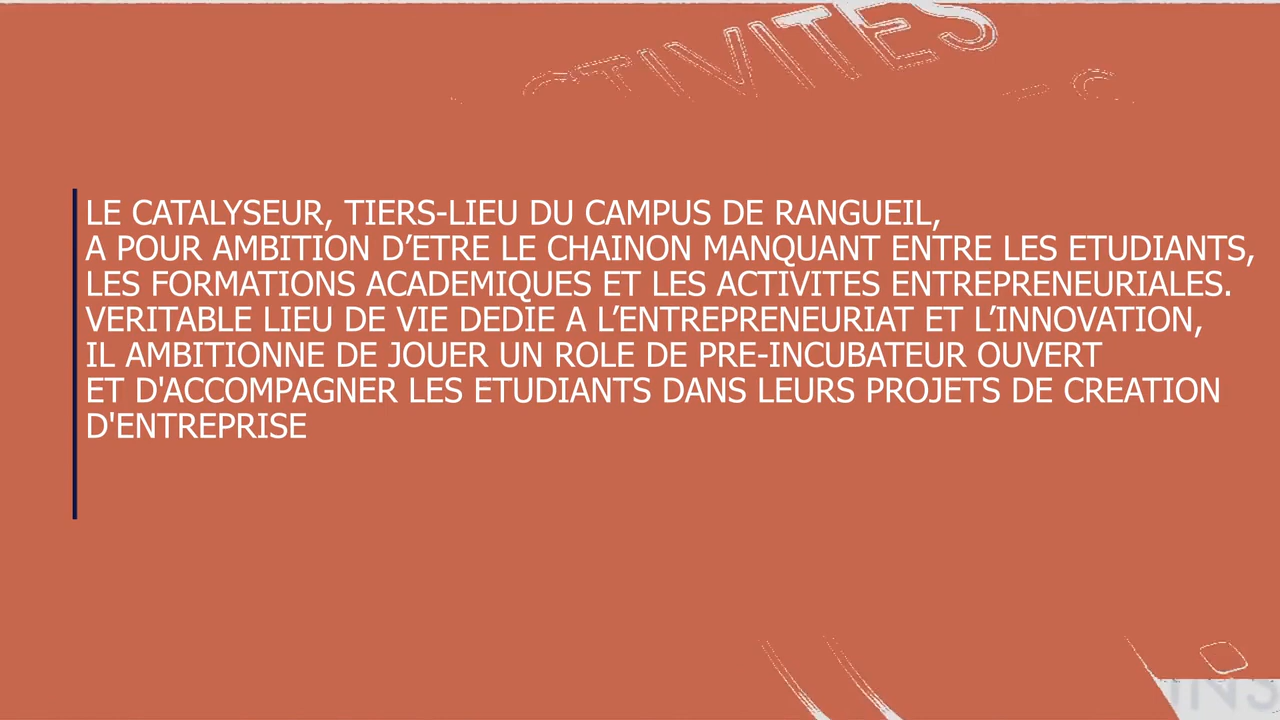 ACTIVITES
LE CATALYSEUR, TIERS-LIEU DU CAMPUS DE RANGUEIL,
A POUR AMBITION D’ETRE LE CHAINON MANQUANT ENTRE LES ETUDIANTS,
LES FORMATIONS ACADEMIQUES ET LES ACTIVITES ENTREPRENEURIALES.
VERITABLE LIEU DE VIE DEDIE A L’ENTREPRENEURIAT ET L’INNOVATION,
IL AMBITIONNE DE JOUER UN ROLE DE PRE-INCUBATEUR OUVERT
ET D'ACCOMPAGNER LES ETUDIANTS DANS LEURS PROJETS DE CREATION
D'ENTREPRISE